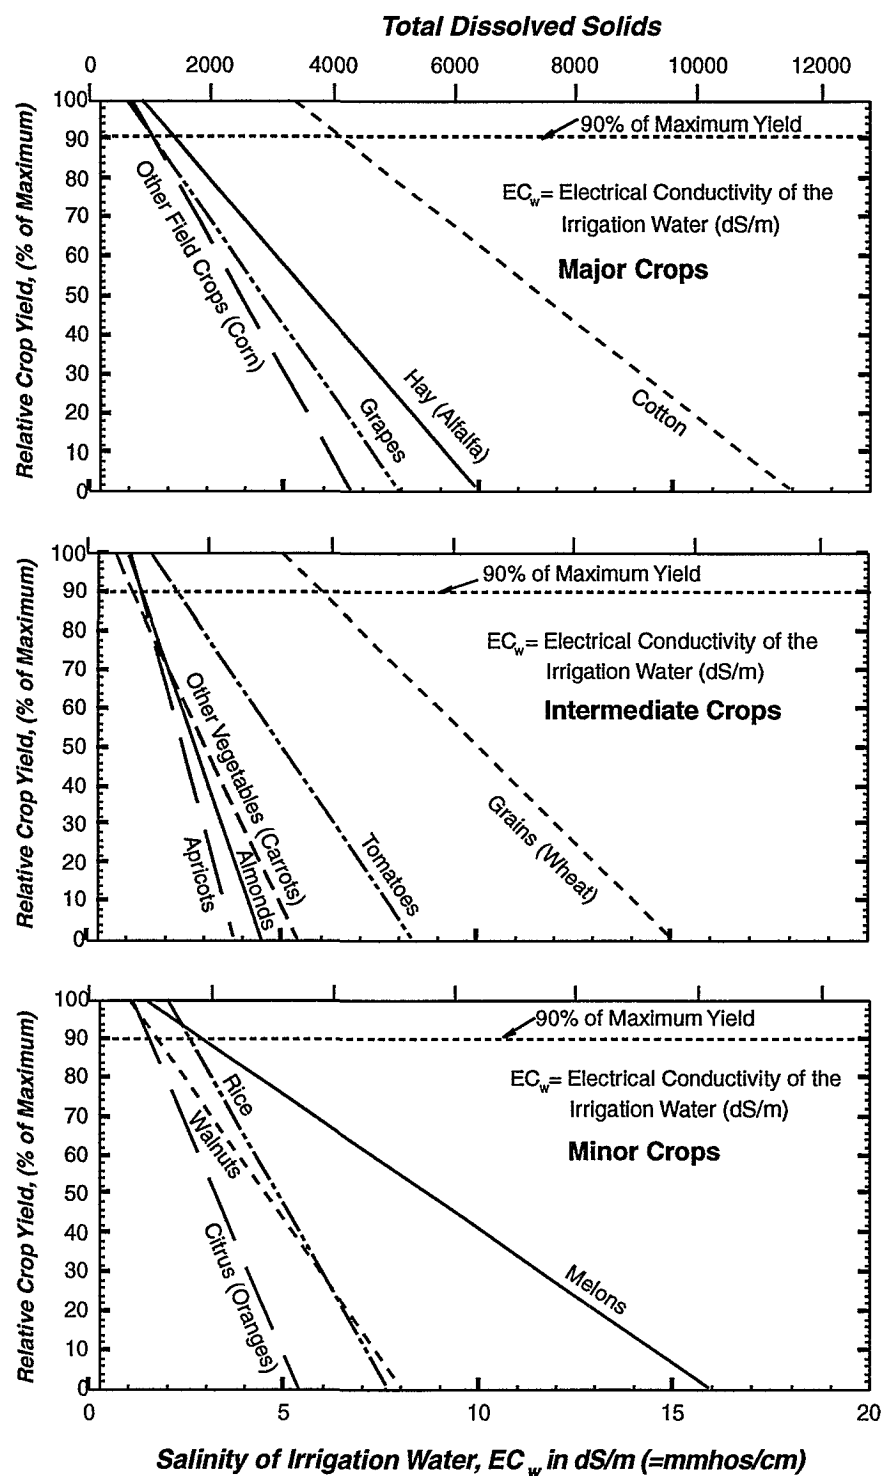 Total Dissolved Solids
0 2000 4000 6000 8000 10000 12000
Relative Crop Yield, (% of Maximum)
100
90
80
70
60
50
40
30
20
10
0
90% of Maximum Yield
ECw= Electrical Conductivity of the
Irrigation Water (dS/m)
Major Crops
Other Field Crops (Corn)
Grapes
Hay (Alfalfa)
Cotton
Relative Crop Yield, (% of Maximum)
100
90
80
70
60
50
40
30
20
10
0
90% of Maximum Yield
ECw= Electrical Conductivity of the
Irrigation Water (dS/m)
Intermediate Crops
Apricots
Almonds
Other Vegetables (Carrots)
Tomatoes
Grains (Wheat)
Relative Crop Yield, (% of Maximum)
100
90
80
70
60
50
40
30
20
10
0
90% of Maximum Yield
ECw= Electrical Conductivity of the
Irrigation Water (dS/m)
Minor Crops
Rice
Walnuts
Citrus (Oranges)
Melons
0 5 10 15 20
Salinity of Irrigation Water, ECw in dS/m (=mmhos/cm)